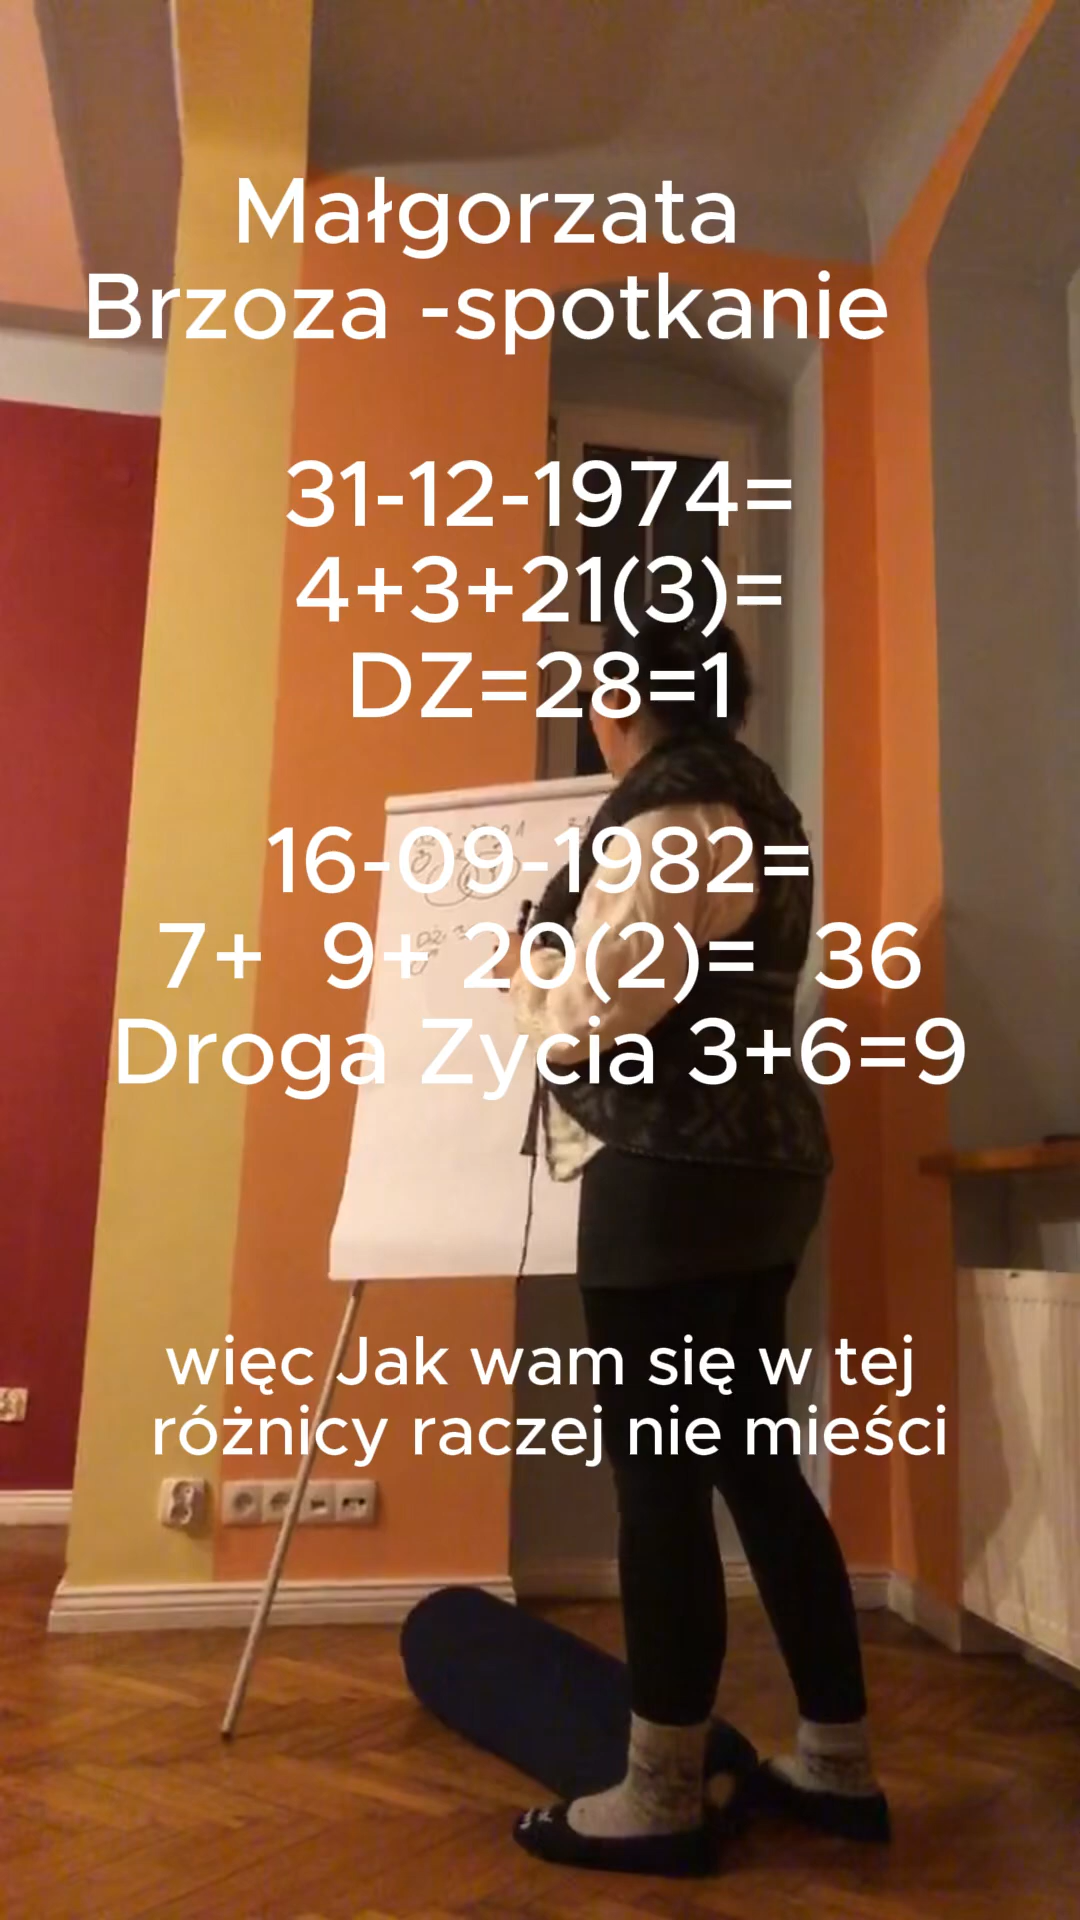 Małgorzata
Brzoza -spotkanie
31-12-1974=
4+3+21(3)=
DZ=28=1
16-09-1982=
7+ 9+ 20(2)= 36
Droga Zycia 3+6=9
więc Jak wam się w tej
różnicy raczej nie mieści